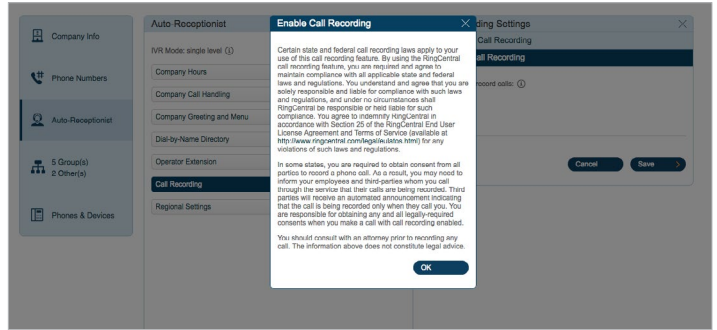 Company Info
Phone Numbers
Auto-Receptionist
5 Group(s)
2 Other(s)
Phones & Devices
Auto-Receptionist
IVR Mode: single level
Company Hours
Company Call Handling
Company Greeting and Menu
Dial-by-Name Directory
Operator Extension
Call Recording
Regional Settings
Enable Call Recording
Certain state and federal call recording laws apply to your
use of this call recording feature. By using the RingCentral
call recording feature, you are required and agree to
maintain compliance with all applicable state and federal
laws and regulations. You understand and agree that you are
solely responsible and liable for compliance with such laws
and regulations, and under no circumstances shall
RingCentral be responsible or held liable for such
compliance. You agree to indemnify RingCentral in
accordance with Section 25 of the RingCentral End User
License Agreement and Terms of Service (available at
http://www.ringcentral.com/legal/eulatos.html) for any
violations of such laws and regulations.
In some states, you are required to obtain consent from all
parties to record a phone call. As a result, you may need to
inform your employees and third-parties whom you call
through the service that their calls are being recorded. Third
parties will receive an automated announcement indicating
that the call is being recorded only when they call you. You
are responsible for obtaining any and all legally-required
consents when you make a call with call recording enabled.
You should consult with an attorney prior to recording any
call. The information above does not constitute legal advice.
OK
ding Settings
Call Recording
all Recording
record calls:
Cancel
Save